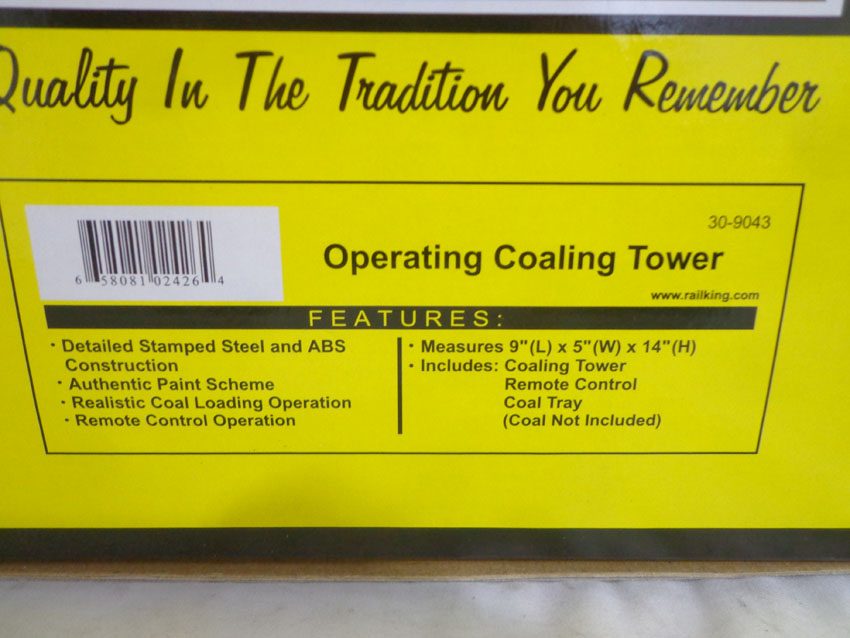 Quality In The Tradition You Remember
30-9043
Operating Coaling Tower
6 58081 02426 4
www.railking.com
FEATURES:
· Detailed Stamped Steel and ABS
Construction
· Authentic Paint Scheme
· Realistic Coal Loading Operation
· Remote Control Operation
· Measures 9"(L) x 5"(W) x 14"(H)
· Includes: Coaling Tower
Remote Control
Coal Tray
(Coal Not Included)